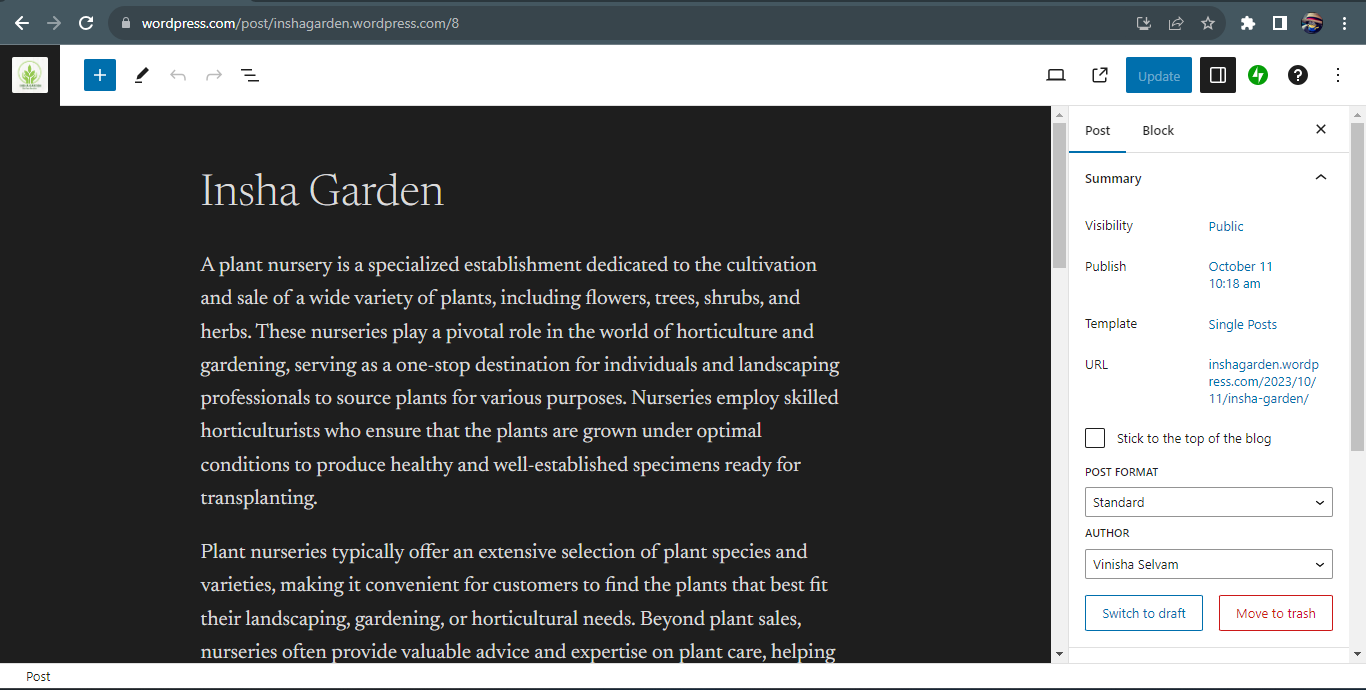 wordpress.com/post/inshagarden.wordpress.com/8
Update
Insha Garden
A plant nursery is a specialized establishment dedicated to the cultivation
and sale of a wide variety of plants, including flowers, trees, shrubs, and
herbs. These nurseries play a pivotal role in the world of horticulture and
gardening, serving as a one-stop destination for individuals and landscaping
professionals to source plants for various purposes. Nurseries employ skilled
horticulturists who ensure that the plants are grown under optimal
conditions to produce healthy and well-established specimens ready for
transplanting.
Plant nurseries typically offer an extensive selection of plant species and
varieties, making it convenient for customers to find the plants that best fit
their landscaping, gardening, or horticultural needs. Beyond plant sales,
nurseries often provide valuable advice and expertise on plant care, helping
Post Block
Summary
Visibility Public
Publish October 11
10:18 am
Template Single Posts
URL inshagarden.wordp
ress.com/2023/10/
11/insha-garden/
Stick to the top of the blog
POST FORMAT
Standard
AUTHOR
Vinisha Selvam
Switch to draft Move to trash
Post